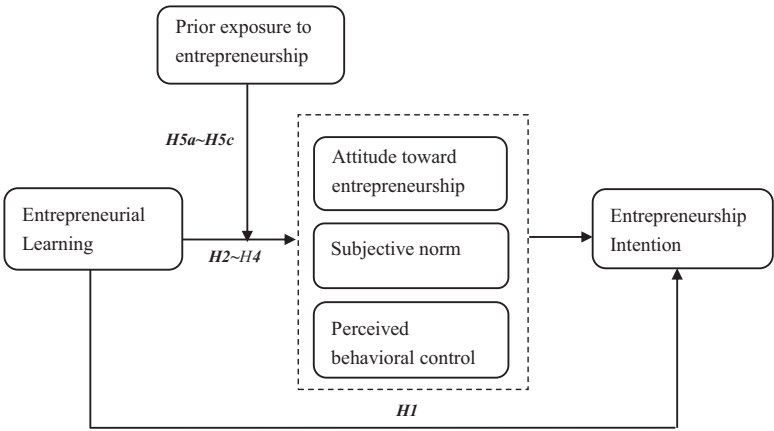 Prior exposure to
entrepreneurship
H5a~H5c
Attitude toward
entrepreneurship
Entrepreneurial
Learning
Entrepreneurship
Intention
Subjective norm
H2~H4
Perceived
behavioral control
H1